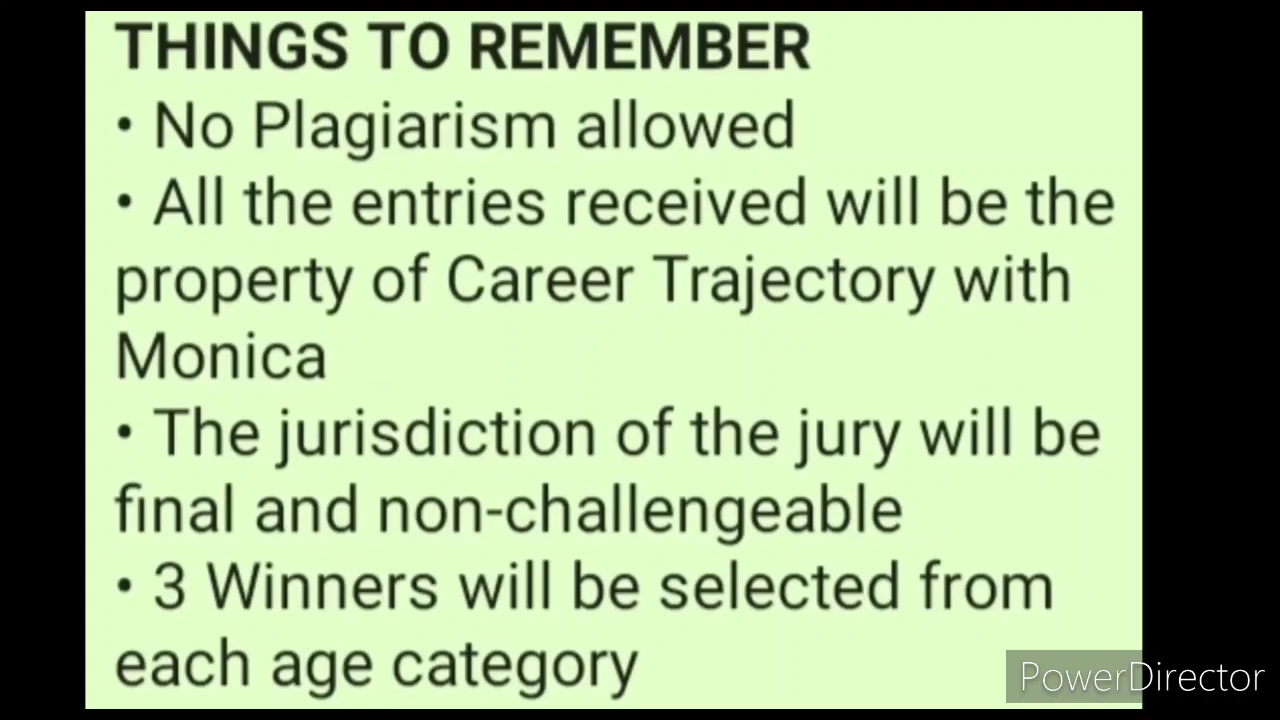 THINGS TO REMEMBER
• No Plagiarism allowed
• All the entries received will be the
property of Career Trajectory with
Monica
• The jurisdiction of the jury will be
final and non-challengeable
• 3 Winners will be selected from
each age category
PowerDirector